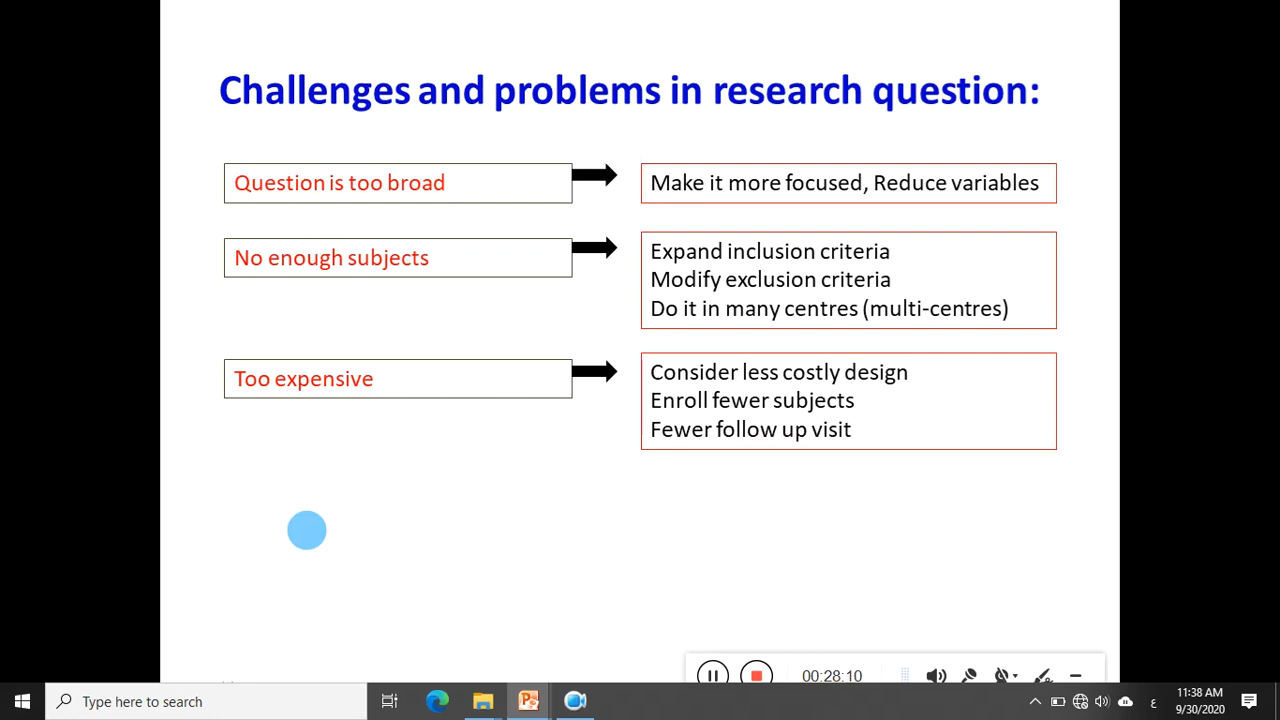 Challenges and problems in research question:
Question is too broad
Make it more focused, Reduce variables
No enough subjects
Expand inclusion criteria
Modify exclusion criteria
Do it in many centres (multi-centres)
Too expensive
Consider less costly design
Enroll fewer subjects
Fewer follow up visit
00:28:10
Type here to search
ع
11:38 AM
9/30/2020